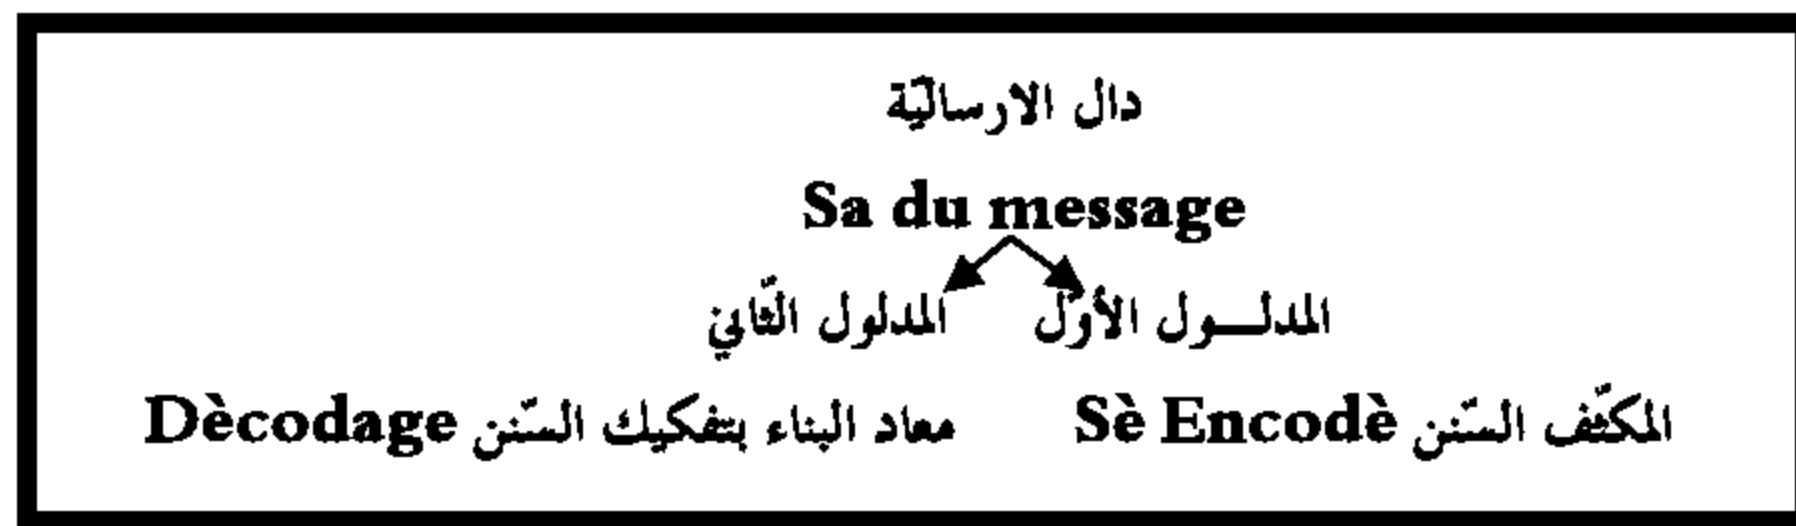 دال الارساليّة
Sa du message
المدلـــول الأوّل المدلول الثّاني
المكثّف السّنن Sè Encodè معاد البناء بتفكيك السّنن Dècodage